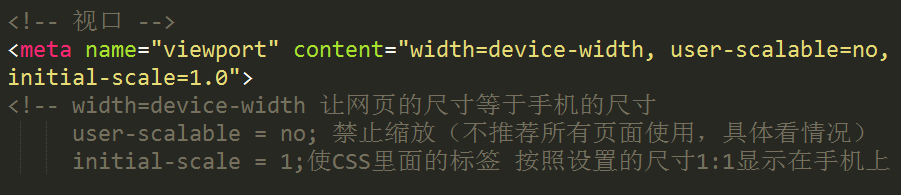 <!-- 视口 -->
<meta name="viewport" content="width=device-width, user-scalable=no,
initial-scale=1.0">
<!-- width=device-width 让网页的尺寸等于手机的尺寸
user-scalable = no; 禁止缩放（不推荐所有页面使用，具体看情况）
initial-scale = 1;使CSS里面的标签 按照设置的尺寸1:1显示在手机上